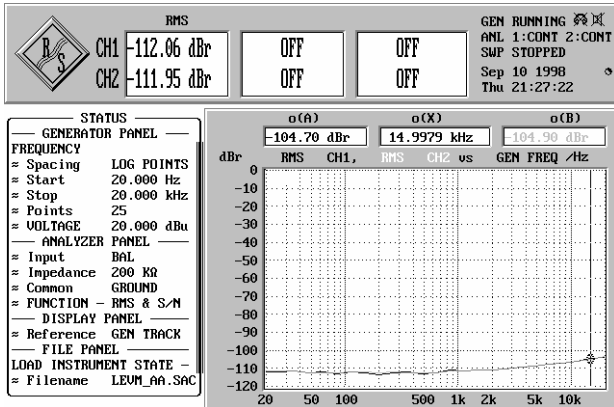 RMS
R S
CH1 -112.06 dBr OFF OFF
CH2 -111.95 dBr OFF OFF
GEN RUNNING
ANL 1:CONT 2:CONT
SWP STOPPED
Sep 10 1998
Thu 21:27:22
STATUS
GENERATOR PANEL
FREQUENCY
≈ Spacing LOG POINTS
≈ Start 20.000 Hz
≈ Stop 20.000 kHz
≈ Points 25
≈ VOLTAGE 20.000 dBu
ANALYZER PANEL
≈ Input BAL
≈ Impedance 200 KΩ
≈ Common GROUND
≈ FUNCTION - RMS & S/N
DISPLAY PANEL
≈ Reference GEN TRACK
FILE PANEL
LOAD INSTRUMENT STATE -
≈ Filename LEVM_AA.SAC
o(A) o(X) o(B)
-104.70 dBr 14.9979 kHz -104.90 dBr
dBr RMS CH1, RMS CH2 vs GEN FREQ /Hz
0
-10
-20
-30
-40
-50
-60
-70
-80
-90
-100
-110
-120
20 50 100 500 1k 2k 5k 10k